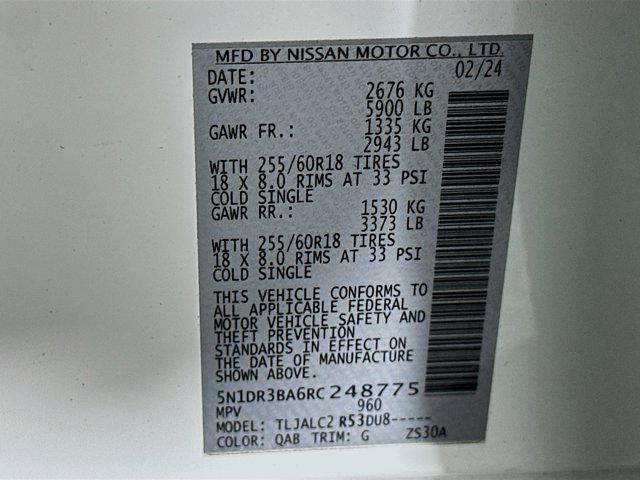 MFD BY NISSAN MOTOR CO., LTD.
DATE: 02/24
GVWR: 2676 KG
5900 LB
GAWR FR.: 1335 KG
2943 LB
WITH 255/60R18 TIRES
18 X 8.0 RIMS AT 33 PSI
COLD SINGLE
GAWR RR.: 1530 KG
3373 LB
WITH 255/60R18 TIRES
18 X 8.0 RIMS AT 33 PSI
COLD SINGLE
THIS VEHICLE CONFORMS TO
ALL APPLICABLE FEDERAL
MOTOR VEHICLE SAFETY AND
THEFT PREVENTION
STANDARDS IN EFFECT ON
THE DATE OF MANUFACTURE
SHOWN ABOVE.
5N1DR3BA6RC248775
MPV 960
MODEL: TLJALC2 R53DU8-----
COLOR: QAB TRIM: G ZS30A